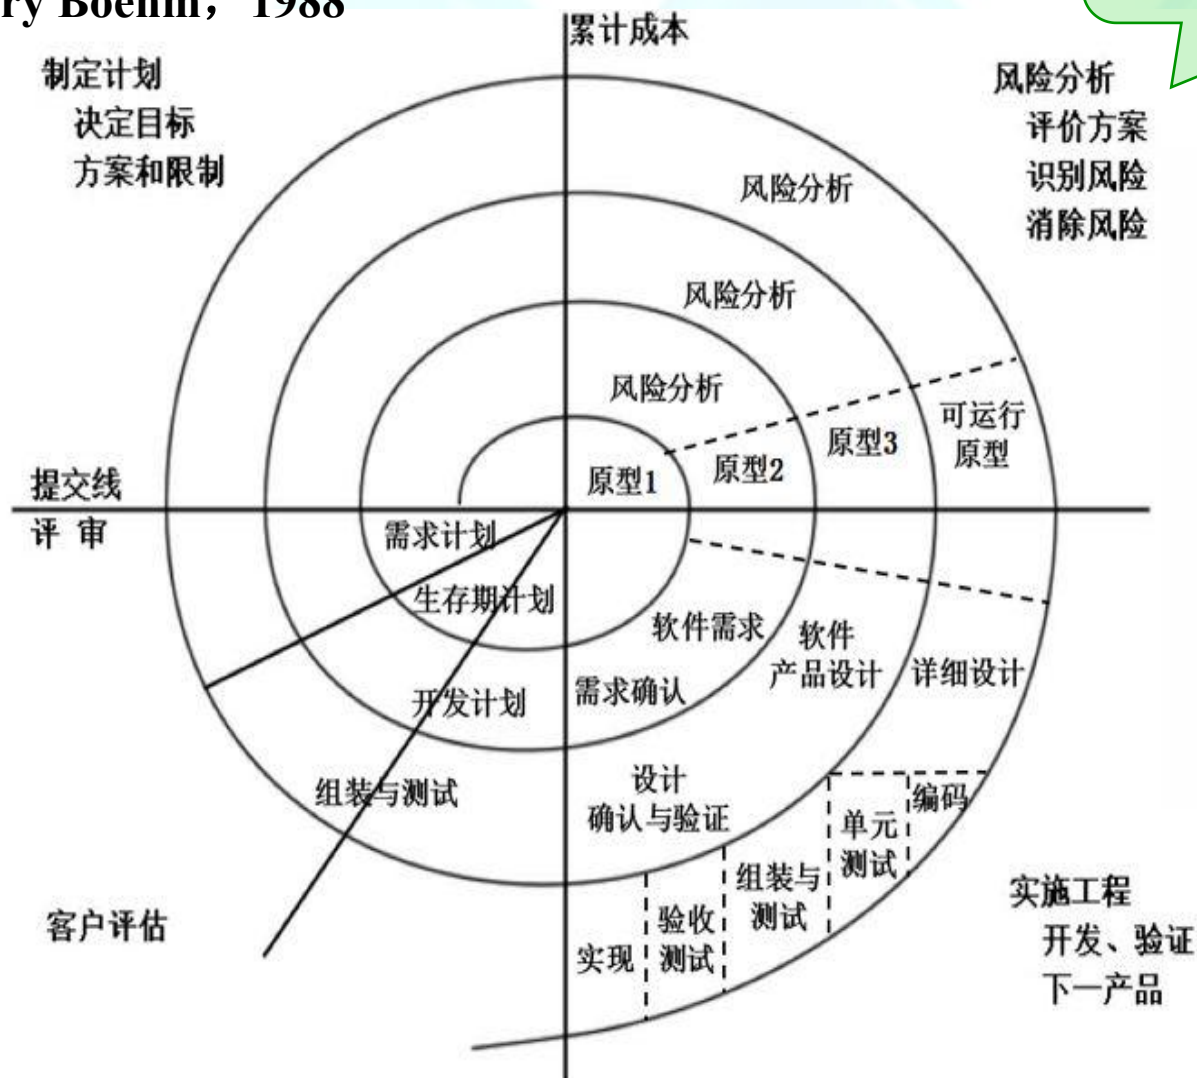 ry Boehm，1988
累计成本
制定计划
决定目标
方案和限制
风险分析
评价方案
识别风险
消除风险
风险分析
风险分析
风险分析
可运行
原型
原型3
原型2
原型1
提交线
评 审
需求计划
生存期计划
开发计划
组装与测试
软件需求
需求确认
软件
产品设计
详细设计
设计
确认与验证
编码
单元
测试
组装与
测试
验收
测试
实现
客户评估
实施工程
开发、验证
下一产品